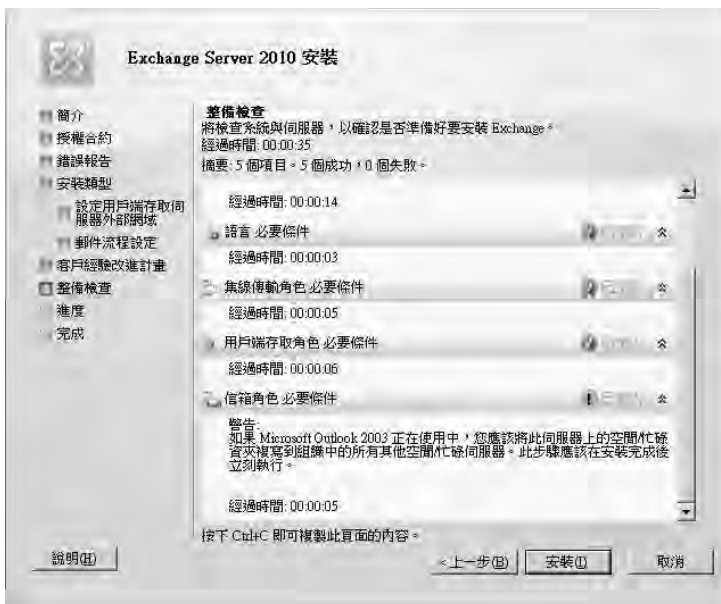 Exchange Server 2010 安裝
簡介
授權合約
錯誤報告
安裝類型
設定用戶端存取伺
服器外部網域
郵件流程設定
客戶經驗改進計畫
整備檢查
進度
完成
整備檢查
將檢查系統與伺服器，以確認是否準備好要安裝 Exchange。
經過時間: 00:00:35
摘要: 5 個項目。5 個成功，0 個失敗。
經過時間: 00:00:14
語言 必要條件
經過時間: 00:00:03
集線傳輸角色 必要條件
經過時間: 00:00:05
用戶端存取角色 必要條件
經過時間: 00:00:06
信箱角色 必要條件
警告:
如果 Microsoft Outlook 2003 正在使用中，您應該將此伺服器上的空閒/忙碌
資夾複寫到組織中的所有其他空閒/忙碌伺服器。此步驟應該在安裝完成後
立刻執行。
經過時間: 00:00:05
按下 Ctrl+C 即可複製此頁面的內容。
說明(H)
<上一步(B)
安裝(I)
取消